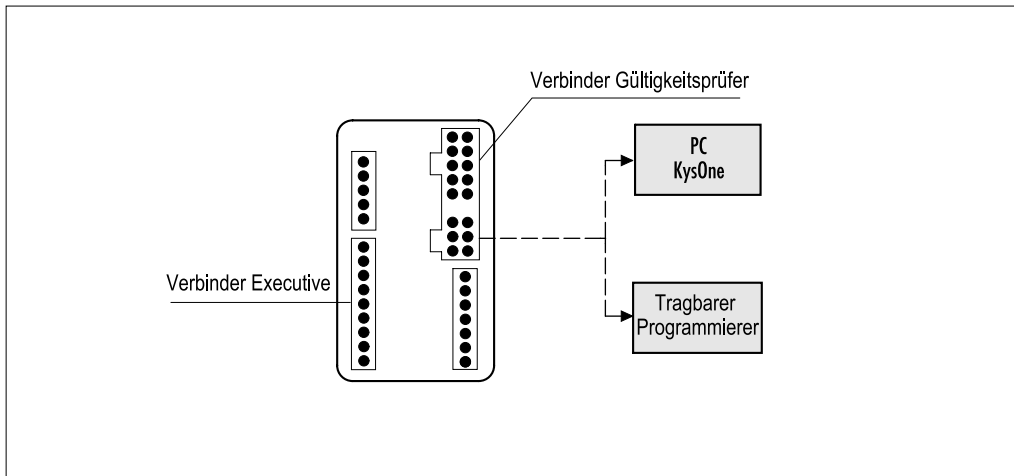 Verbinder Gültigkeitsprüfer
PC
KysOne
Verbinder Executive
Tragbarer
Programmierer